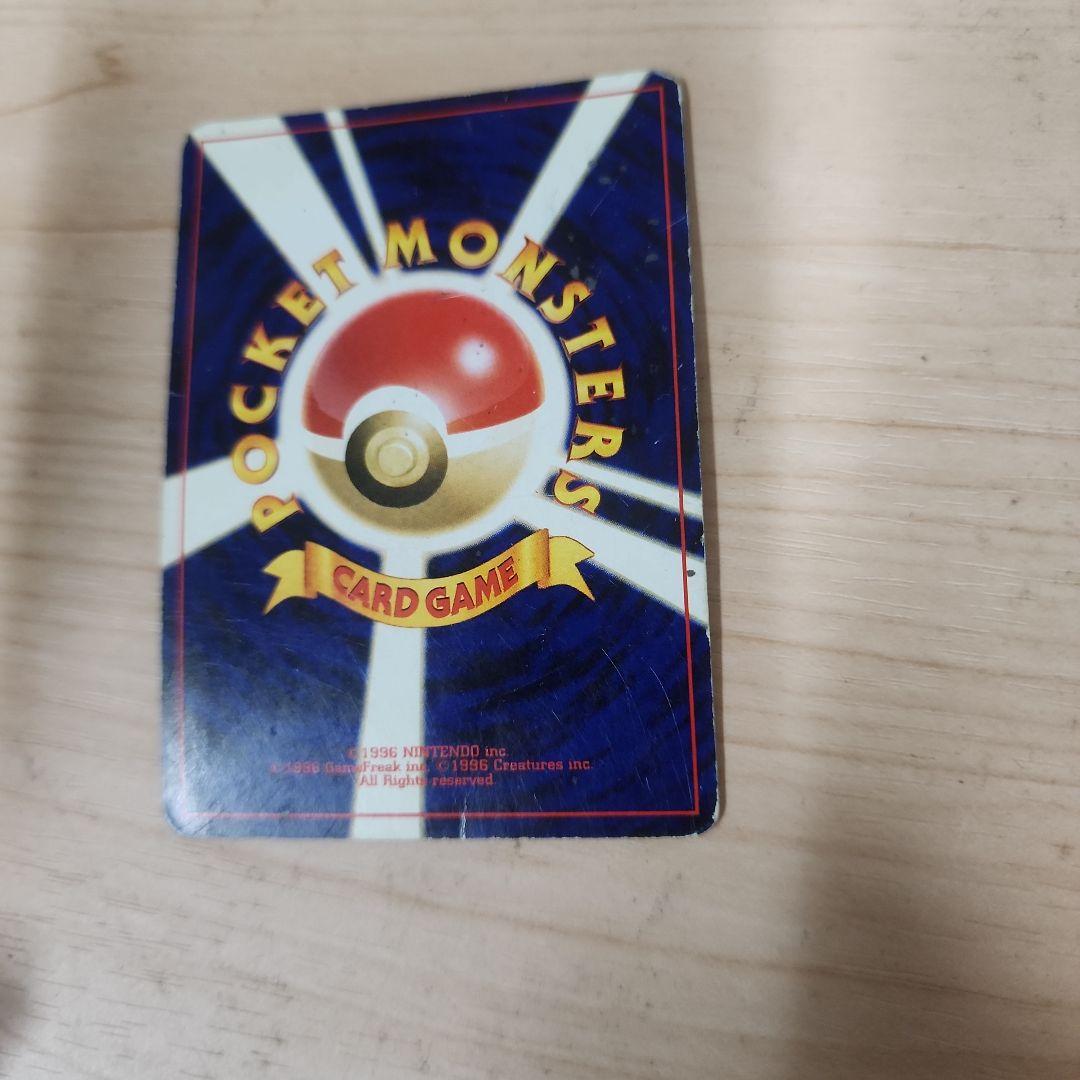 POCKET MONSTERS
CARD GAME
©1996 NINTENDO inc.
©1996 GameFreak inc. ©1996 Creatures inc.
All Rights reserved